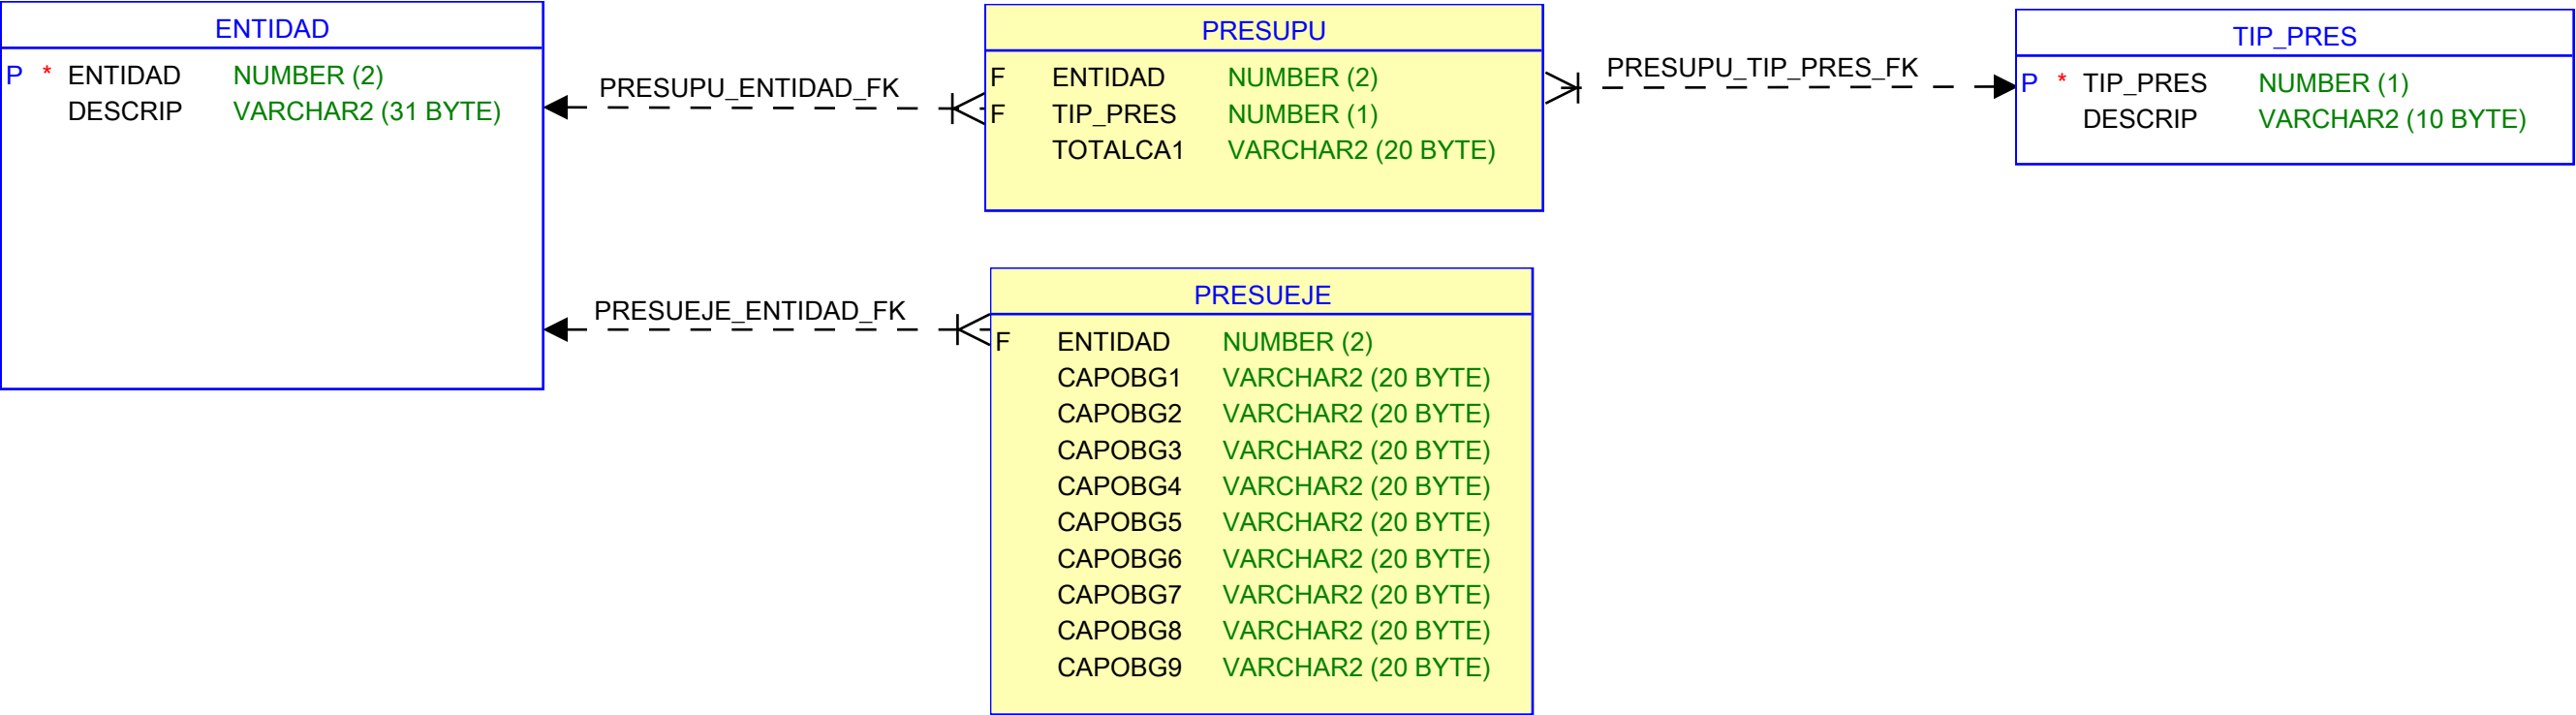 ENTIDAD
P * ENTIDAD NUMBER (2)
DESCRIP VARCHAR2 (31 BYTE)
PRESUPU_ENTIDAD_FK
PRESUPU
F ENTIDAD NUMBER (2)
F TIP_PRES NUMBER (1)
TOTALCA1 VARCHAR2 (20 BYTE)
PRESUPU_TIP_PRES_FK
TIP_PRES
P * TIP_PRES NUMBER (1)
DESCRIP VARCHAR2 (10 BYTE)
PRESUEJE_ENTIDAD_FK
PRESUEJE
F ENTIDAD NUMBER (2)
CAPOBG1 VARCHAR2 (20 BYTE)
CAPOBG2 VARCHAR2 (20 BYTE)
CAPOBG3 VARCHAR2 (20 BYTE)
CAPOBG4 VARCHAR2 (20 BYTE)
CAPOBG5 VARCHAR2 (20 BYTE)
CAPOBG6 VARCHAR2 (20 BYTE)
CAPOBG7 VARCHAR2 (20 BYTE)
CAPOBG8 VARCHAR2 (20 BYTE)
CAPOBG9 VARCHAR2 (20 BYTE)